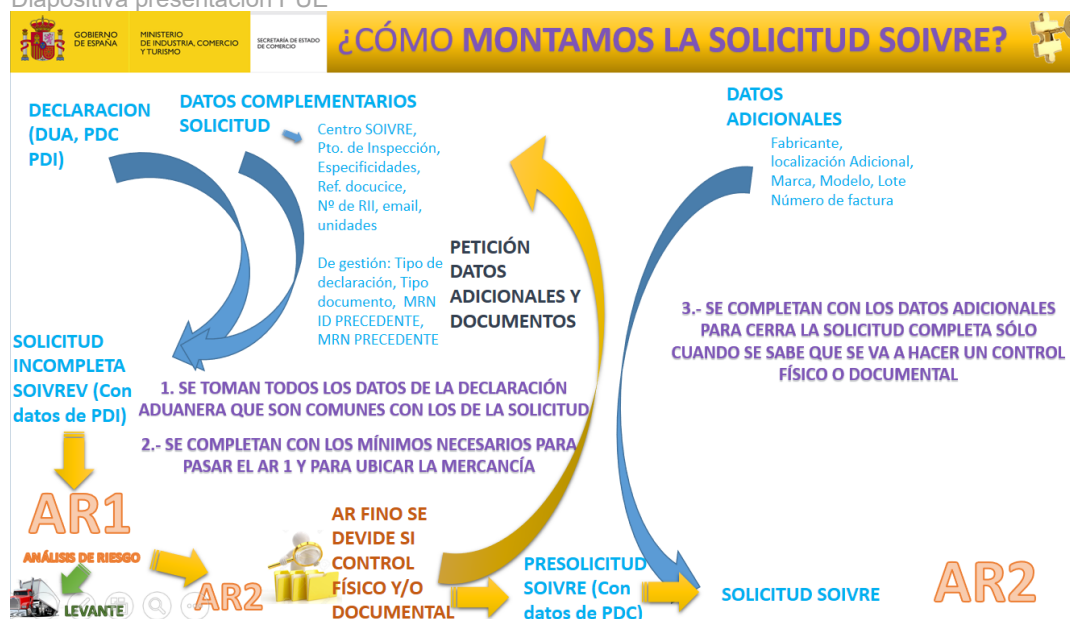 Diapositiva presentación PUE
GOBIERNO
DE ESPAÑA
MINISTERIO
DE INDUSTRIA, COMERCIO
Y TURISMO
SECRETARÍA DE ESTADO
DE COMERCIO
¿CÓMO MONTAMOS LA SOLICITUD SOIVRE?
DECLARACION
(DUA, PDC
PDI)
DATOS COMPLEMENTARIOS
SOLICITUD
Centro SOIVRE,
Pto. de Inspección,
Especificidades,
Ref. docucice,
Nº de RII, email,
unidades
De gestión: Tipo de
declaración, Tipo
documento, MRN
ID PRECEDENTE,
MRN PRECEDENTE
PETICIÓN
DATOS
ADICIONALES Y
DOCUMENTOS
DATOS
ADICIONALES
Fabricante,
localización Adicional,
Marca, Modelo, Lote
Número de factura
SOLICITUD
INCOMPLETA
SOIVREV (Con
datos de PDI)
1. SE TOMAN TODOS LOS DATOS DE LA DECLARACIÓN
ADUANERA QUE SON COMUNES CON LOS DE LA SOLICITUD
2.- SE COMPLETAN CON LOS MÍNIMOS NECESARIOS PARA
PASAR EL AR 1 Y PARA UBICAR LA MERCANCÍA
3.- SE COMPLETAN CON LOS DATOS ADICIONALES
PARA CERRA LA SOLICITUD COMPLETA SÓLO
CUANDO SE SABE QUE SE VA A HACER UN CONTROL
FÍSICO O DOCUMENTAL
AR1
ANÁLISIS DE RIESGO
LEVANTE
AR2
AR FINO SE
DEVIDE SI
CONTROL
FÍSICO Y/O
DOCUMENTAL
PRESOLICITUD
SOIVRE (Con
datos de PDC)
SOLICITUD SOIVRE
AR2